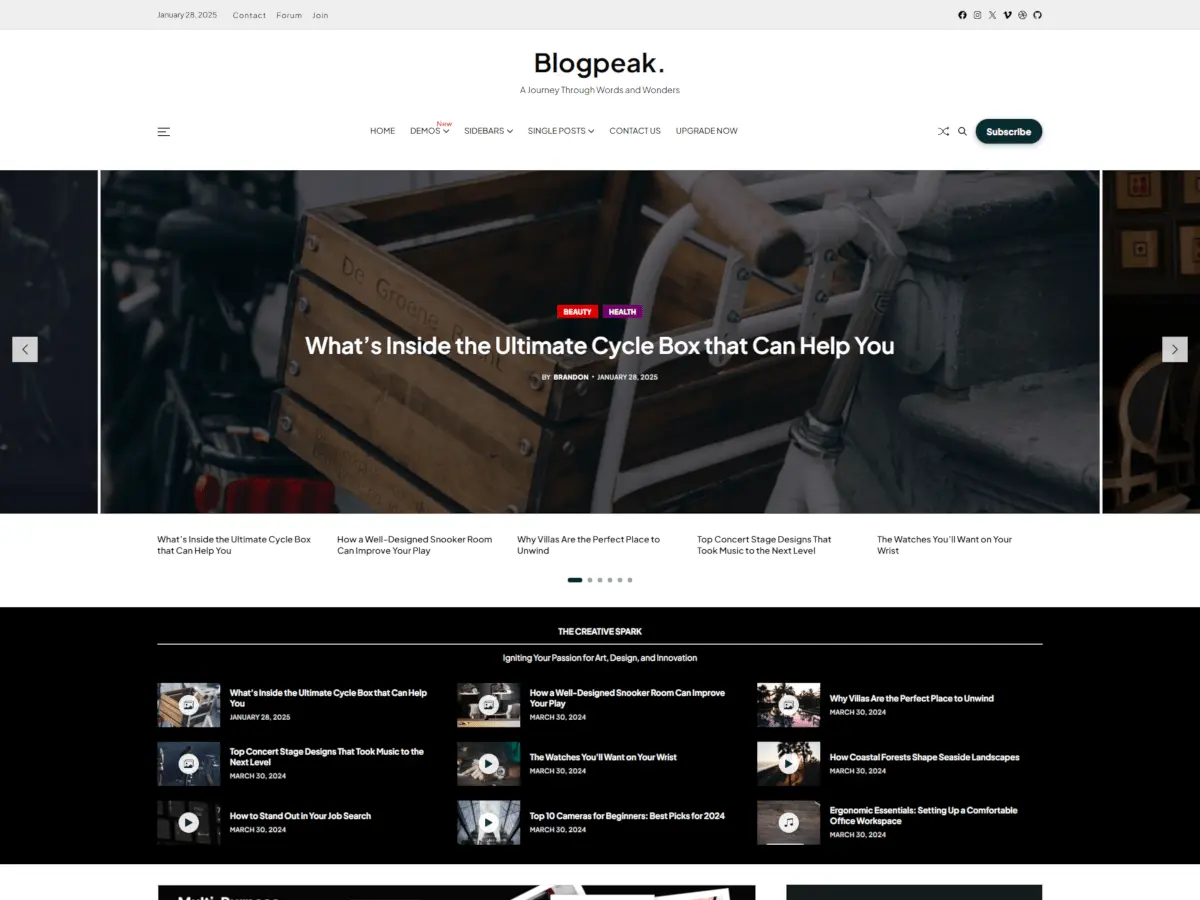 January 28, 2025 Contact Forum Join
Blogpeak.
A Journey Through Words and Wonders
New
HOME DEMOS SIDEBARS SINGLE POSTS CONTACT US UPGRADE NOW
Subscribe
De Groene
BEAUTY HEALTH
What's Inside the Ultimate Cycle Box that Can Help You
BY BRANDON • JANUARY 28, 2025
What's Inside the Ultimate Cycle Box
that Can Help You
How a Well-Designed Snooker Room
Can Improve Your Play
Why Villas Are the Perfect Place to
Unwind
Top Concert Stage Designs That
Took Music to the Next Level
The Watches You'll Want on Your
Wrist
THE CREATIVE SPARK
Igniting Your Passion for Art, Design, and Innovation
What's Inside the Ultimate Cycle Box that Can Help
You
JANUARY 28, 2025
How a Well-Designed Snooker Room Can Improve
Your Play
MARCH 30, 2024
Why Villas Are the Perfect Place to Unwind
MARCH 30, 2024
Top Concert Stage Designs That Took Music to the
Next Level
MARCH 30, 2024
The Watches You'll Want on Your Wrist
MARCH 30, 2024
How Coastal Forests Shape Seaside Landscapes
MARCH 30, 2024
How to Stand Out in Your Job Search
MARCH 30, 2024
Top 10 Cameras for Beginners: Best Picks for 2024
MARCH 30, 2024
Ergonomic Essentials: Setting Up a Comfortable
Office Workspace
MARCH 30, 2024
Multi-Purpose